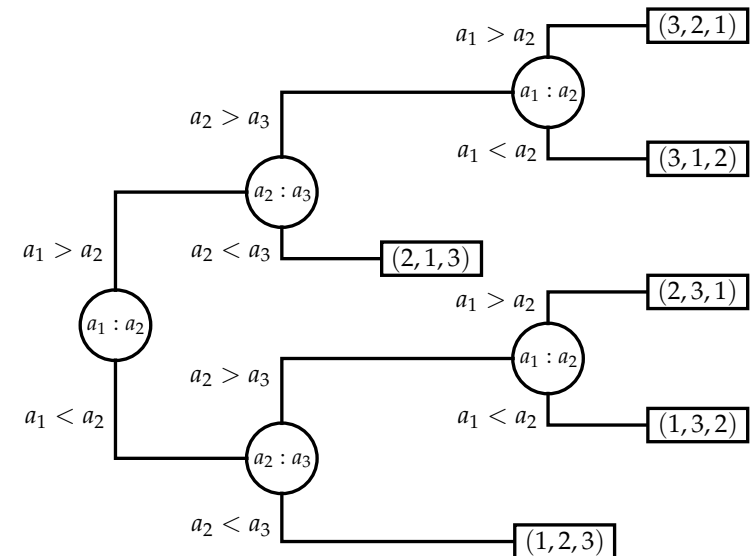 a₁ > a₂
(3, 2, 1)
a₁ : a₂
a₂ > a₃
a₁ < a₂
(3, 1, 2)
a₂ : a₃
a₁ > a₂
a₂ < a₃
(2, 1, 3)
a₁ > a₂
(2, 3, 1)
a₁ : a₂
a₁ : a₂
a₂ > a₃
a₁ < a₂
a₁ < a₂
(1, 3, 2)
a₂ : a₃
a₂ < a₃
(1, 2, 3)